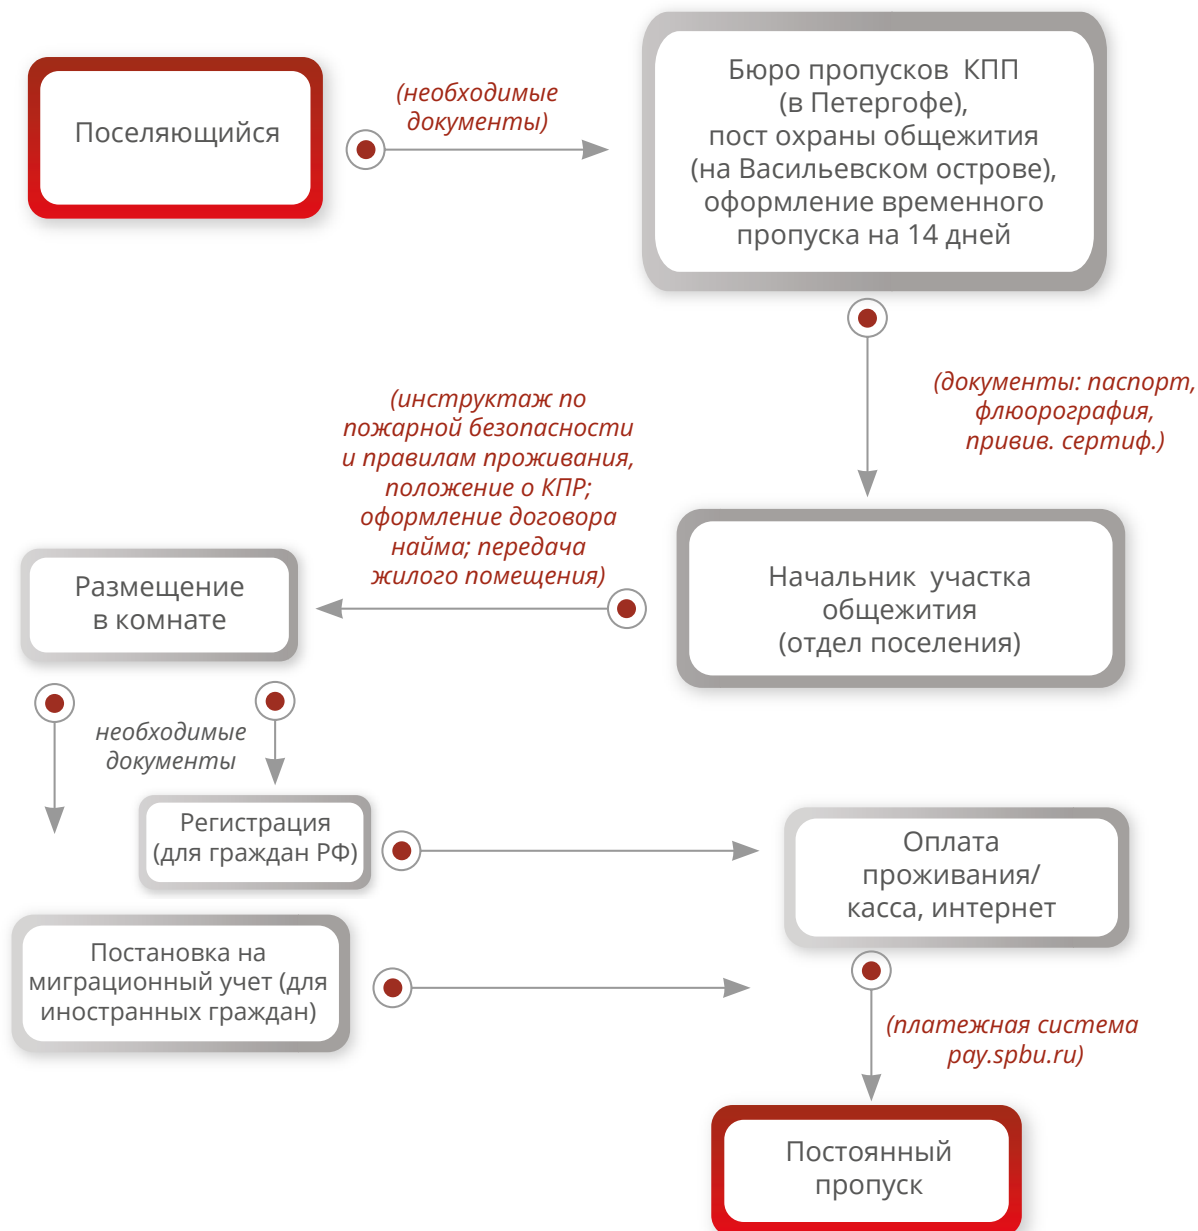 Поселяющийся
(необходимые
документы)
Бюро пропусков КПП
(в Петергофе),
пост охраны общежития
(на Васильевском острове),
оформление временного
пропуска на 14 дней
(документы: паспорт,
флюорография,
привив. сертиф.)
Начальник участка
общежития
(отдел поселения)
(инструктаж по
пожарной безопасности
и правилам проживания,
положение о КПР;
оформление договора
найма; передача
жилого помещения)
Размещение
в комнате
необходимые
документы
Регистрация
(для граждан РФ)
Постановка на
миграционный учет (для
иностранных граждан)
Оплата
проживания/
касса, интернет
(платежная система
pay.spbu.ru)
Постоянный
пропуск